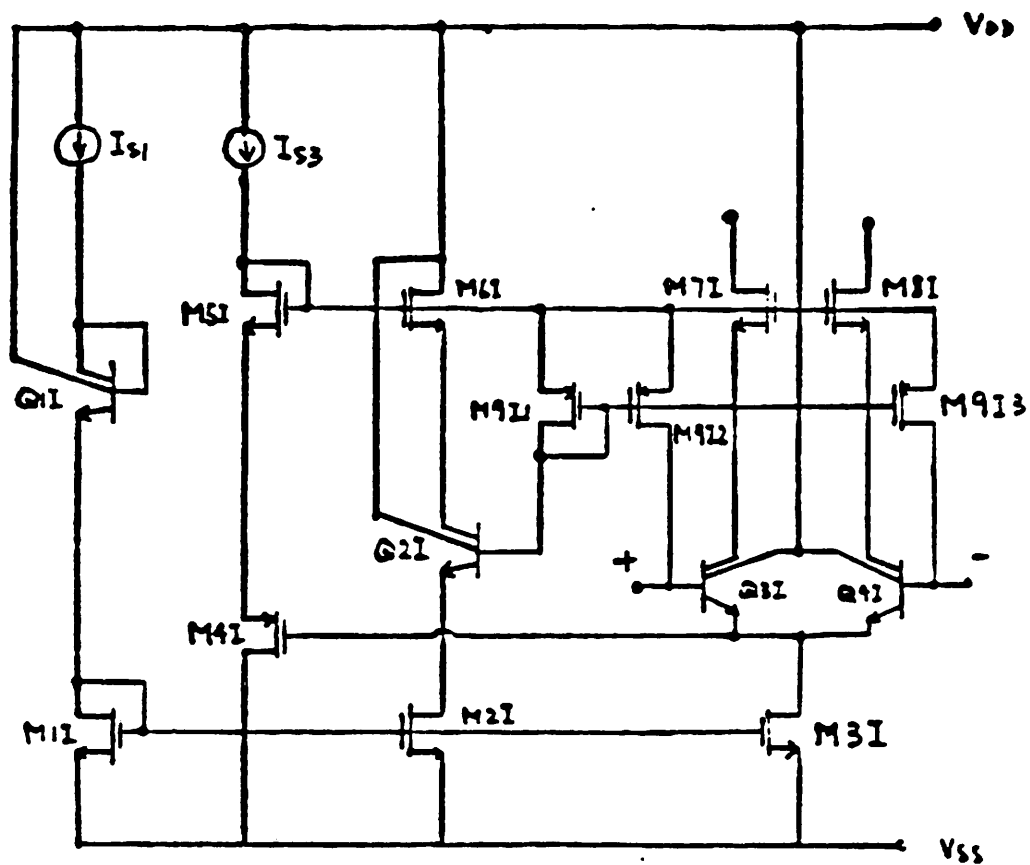 VDD
IS1
IS3
M5I
M6I
M7I
M8I
Q1I
M9I1
M9I2
M9I3
Q2I
+
Q3I
Q4I
-
M4I
M1I
M2I
M3I
VSS